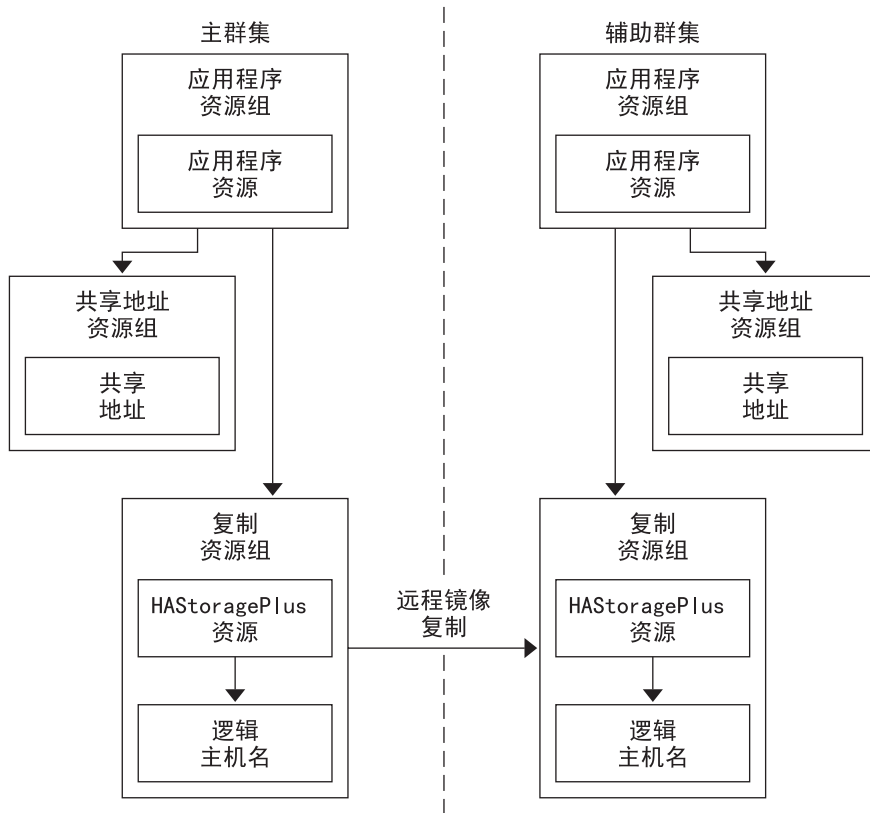 主群集
应用程序
资源组
应用程序
资源
共享地址
资源组
共享
地址
复制
资源组
HAStoragePlus
资源
逻辑
主机名
远程镜像
复制
辅助群集
应用程序
资源组
应用程序
资源
共享地址
资源组
共享
地址
复制
资源组
HAStoragePlus
资源
逻辑
主机名